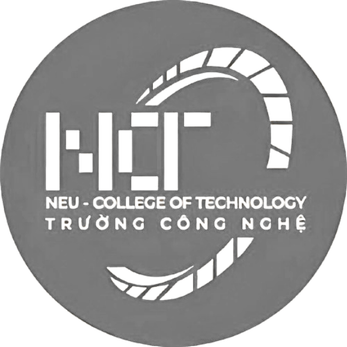 NCT
NEU - COLLEGE OF TECHNOLOGY
TRƯỜNG CÔNG NGHỆ